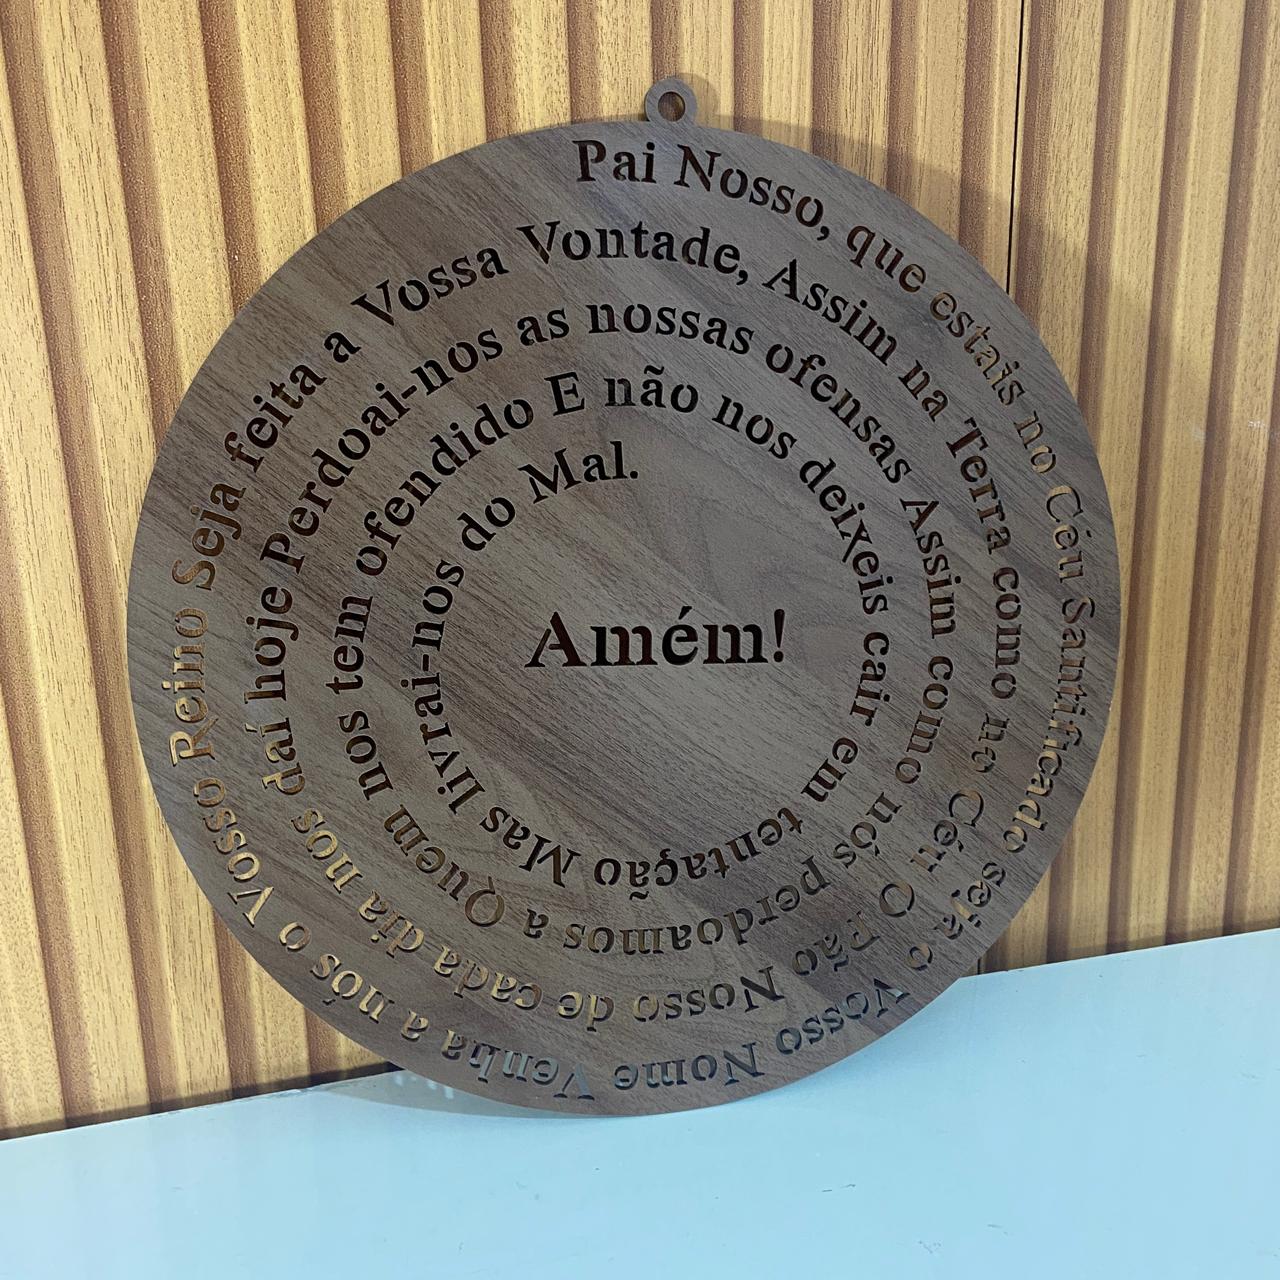 Pai Nosso, que estais no Céu Santificado seja o Vosso Nome Venha a nós o Vosso Reino Seja feita a Vossa Vontade, Assim na Terra como no Céu O Pão Nosso de cada dia nos daí hoje Perdoai-nos as nossas ofensas Assim como nós perdoamos a Quem nos tem ofendido E não nos deixeis cair em tentação Mas livrai-nos do Mal.
Amém!